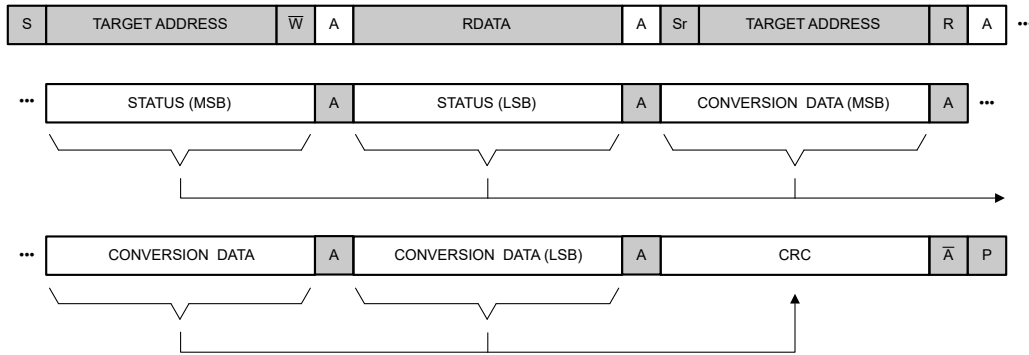 S TARGET ADDRESS W̅ A RDATA A Sr TARGET ADDRESS R A •••
••• STATUS (MSB) A STATUS (LSB) A CONVERSION DATA (MSB) A •••
••• CONVERSION DATA A CONVERSION DATA (LSB) A CRC A̅ P